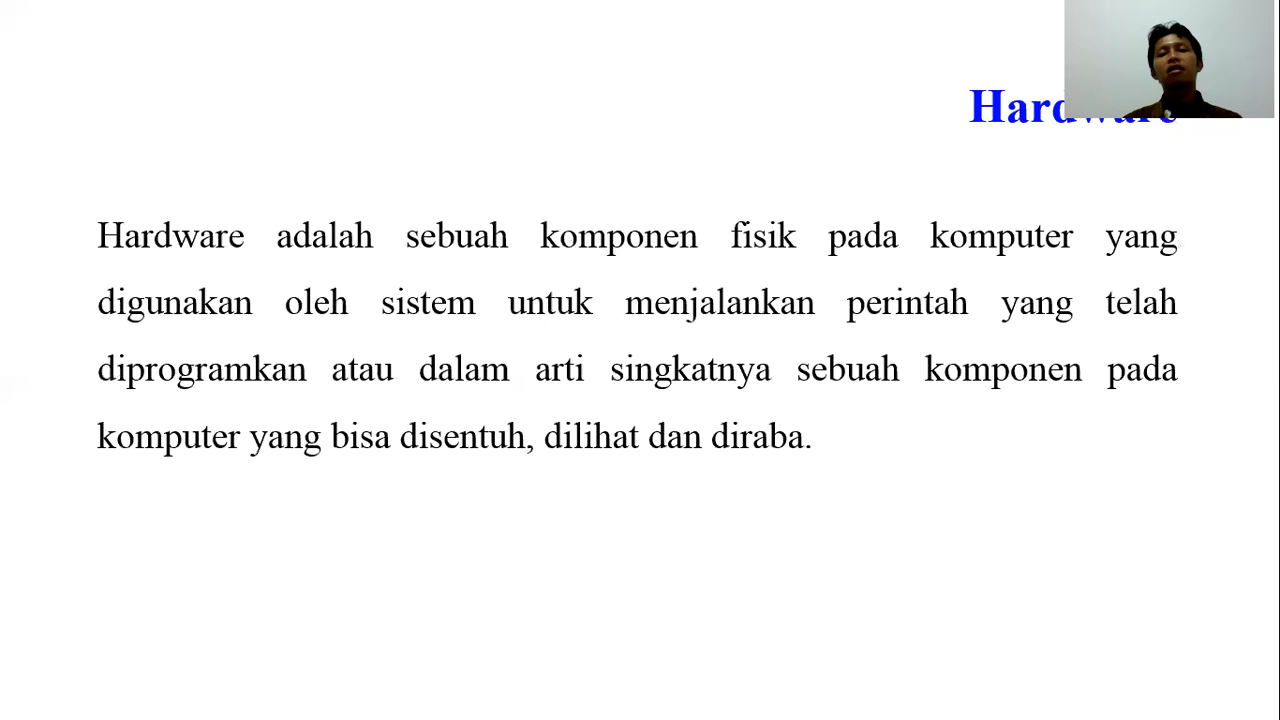 Hardware
Hardware adalah sebuah komponen fisik pada komputer yang
digunakan oleh sistem untuk menjalankan perintah yang telah
diprogramkan atau dalam arti singkatnya sebuah komponen pada
komputer yang bisa disentuh, dilihat dan diraba.